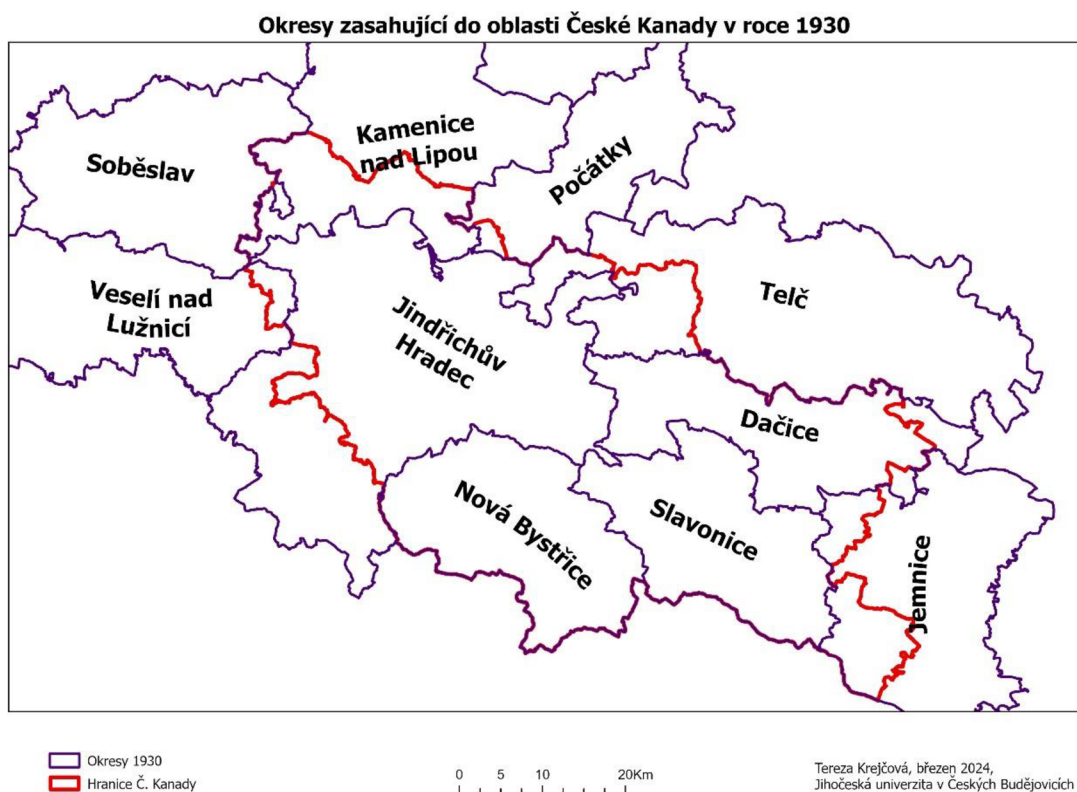 Okresy zasahující do oblasti České Kanady v roce 1930
Kamenice
nad Lipou
Soběslav
Počátky
Veselí nad
Lužnicí
Telč
Jindřichův
Hradec
Dačice
Nová Bystřice
Slavonice
Jemnice
Okresy 1930
Hranice Č. Kanady
0 5 10 20Km
Tereza Krejčová, březen 2024,
Jihočeská univerzita v Českých Budějovicích